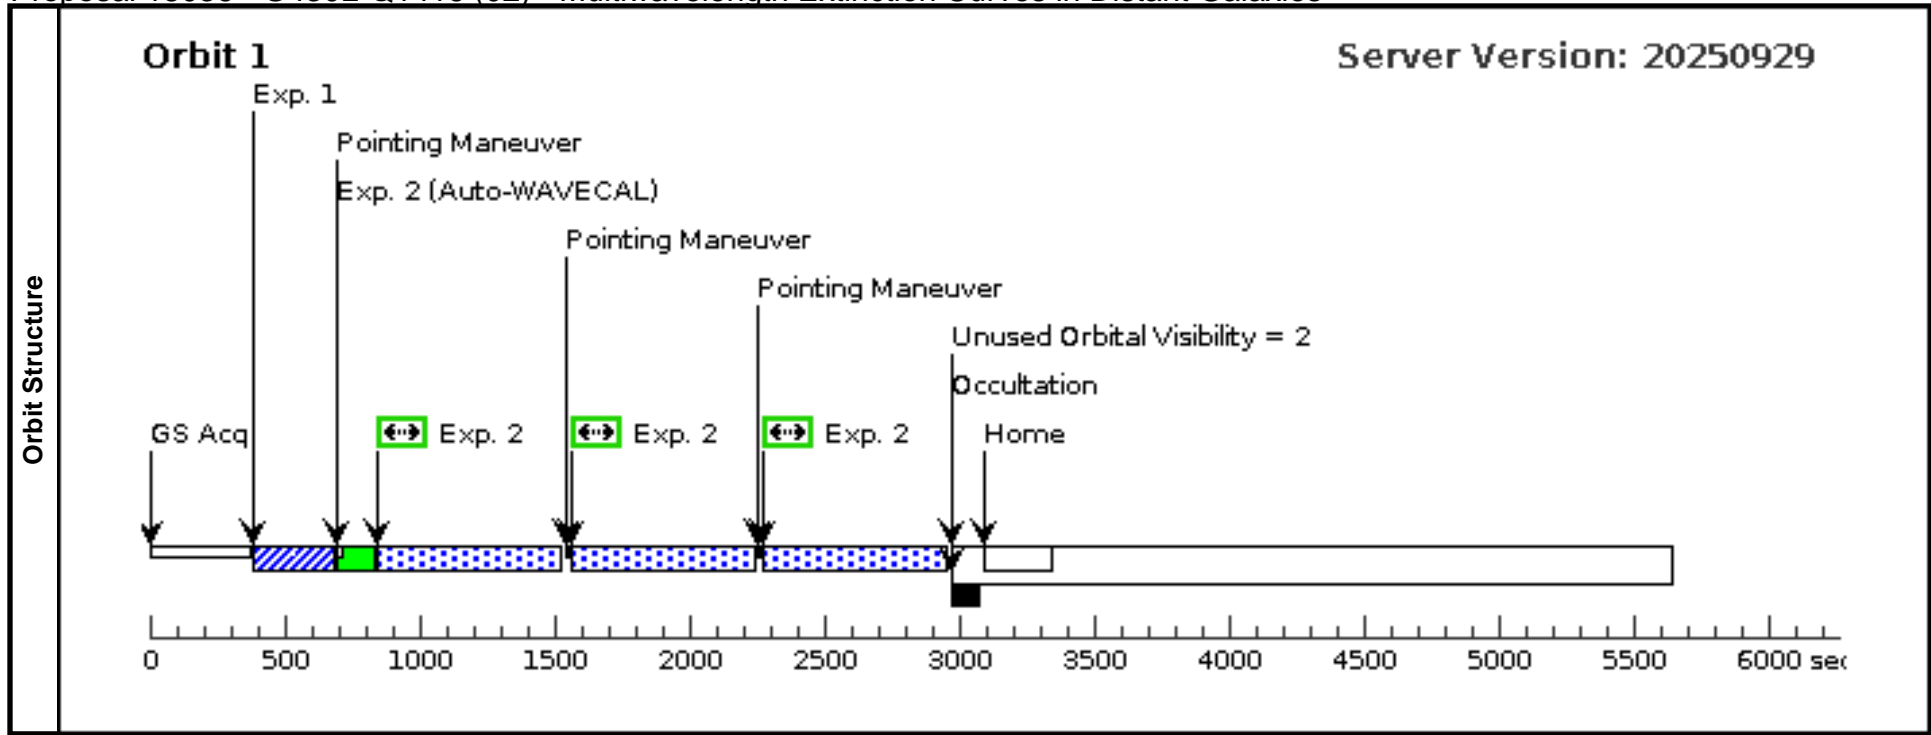 Orbit 1
Server Version: 20250929
Exp. 1
Pointing Maneuver
Exp. 2 (Auto-WAVECAL)
Pointing Maneuver
Pointing Maneuver
Unused Orbital Visibility = 2
Occultation
GS Acq
Exp. 2
Exp. 2
Exp. 2
Home
Orbit Structure
0 500 1000 1500 2000 2500 3000 3500 4000 4500 5000 5500 6000